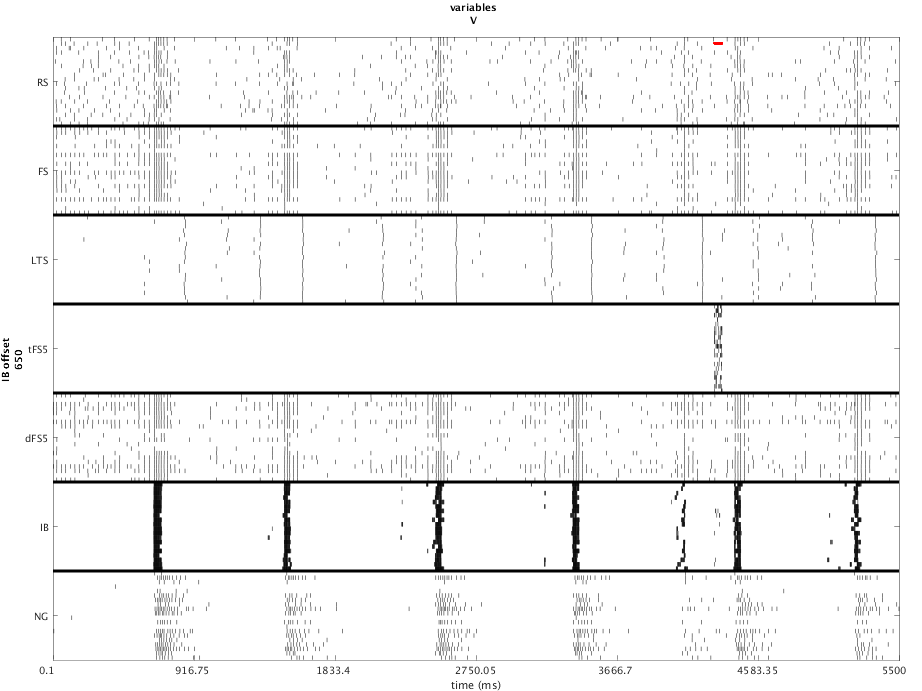 variables
V
RS
FS
LTS
tFS5
dFS5
IB
NG
IB offset
650
0.1
916.75
1833.4
2750.05
3666.7
4583.35
5500
time (ms)